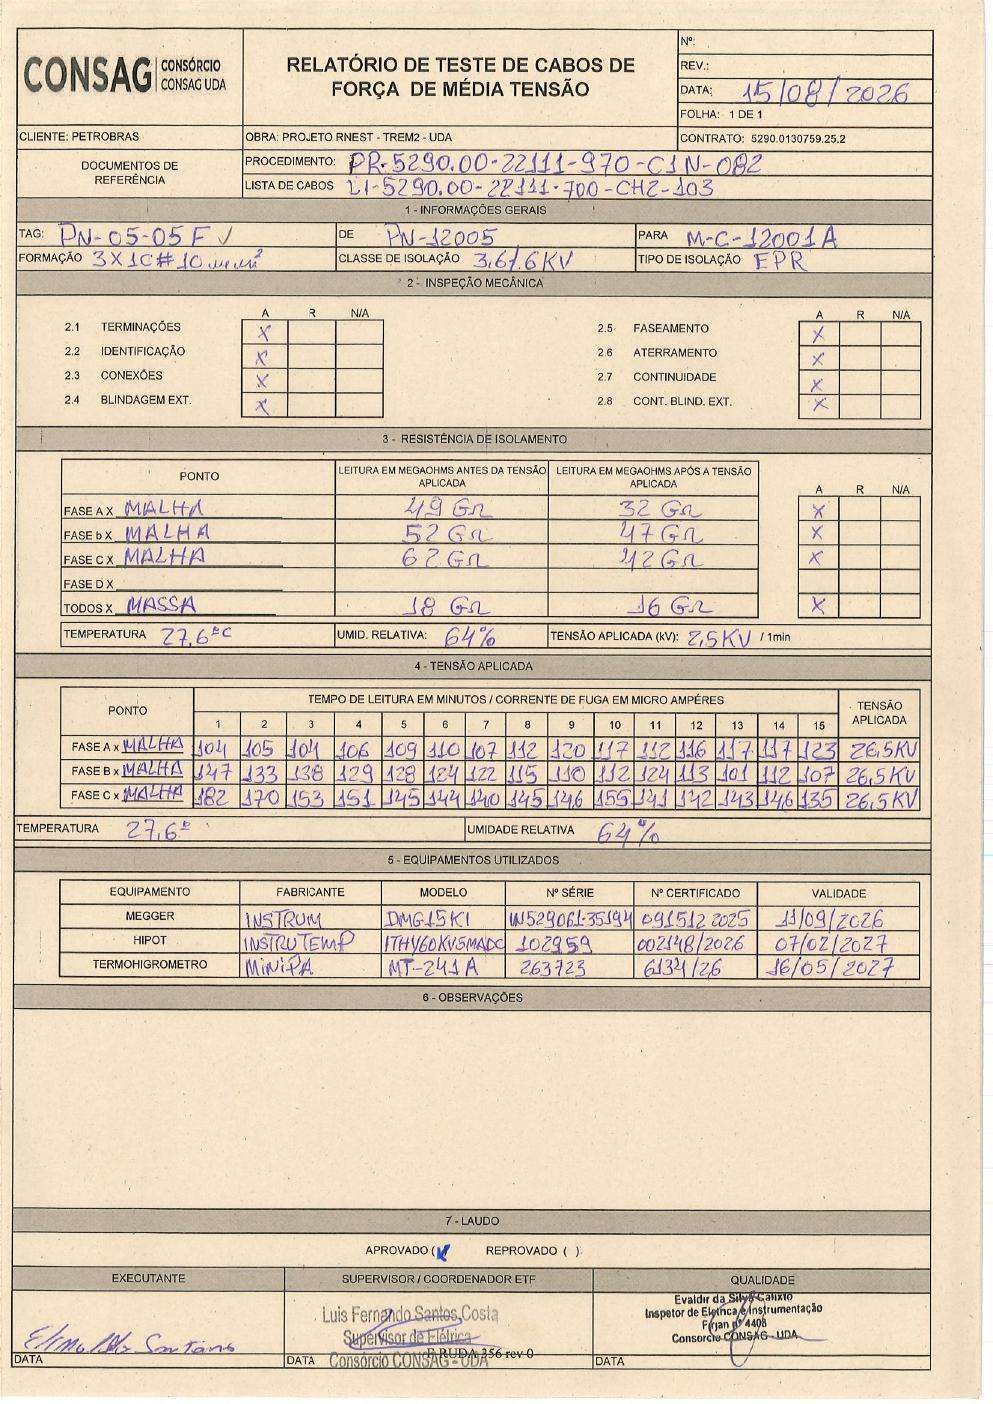 CONSAG CONSÓRCIO CONSAG UDA
RELATÓRIO DE TESTE DE CABOS DE FORÇA DE MÉDIA TENSÃO
Nº:
REV.:
DATA: 15/08/2026
FOLHA: 1 DE 1
CLIENTE: PETROBRAS OBRA: PROJETO RNEST - TREM2 - UDA CONTRATO: 5290.0130759.25.2
DOCUMENTOS DE REFERÊNCIA
PROCEDIMENTO: PR-5290.00-22111-970-C1N-082
LISTA DE CABOS LI-5290.00-22111-700-CHZ-103
1 - INFORMAÇÕES GERAIS
TAG: PN-05-05F DE PN-12005 PARA M-C-12001A
FORMAÇÃO 3X1C#10mm² CLASSE DE ISOLAÇÃO 3,6/6KV TIPO DE ISOLAÇÃO EPR
2 - INSPEÇÃO MECÂNICA
A R N/A A R N/A
2.1 TERMINAÇÕES X 2.5 FASEAMENTO X
2.2 IDENTIFICAÇÃO X 2.6 ATERRAMENTO X
2.3 CONEXÕES X 2.7 CONTINUIDADE X
2.4 BLINDAGEM EXT. X 2.8 CONT. BLIND. EXT. X
3 - RESISTÊNCIA DE ISOLAMENTO
PONTO LEITURA EM MEGAOHMS ANTES DA TENSÃO APLICADA LEITURA EM MEGAOHMS APÓS A TENSÃO APLICADA A R N/A
FASE A X MALHA 49 GΩ 32 GΩ X
FASE b X MALHA 52 GΩ 47 GΩ X
FASE C X MALHA 62 GΩ 42 GΩ X
FASE D X
TODOS X MASSA 18 GΩ 16 GΩ X
TEMPERATURA 27,6ºC UMID. RELATIVA: 64% TENSÃO APLICADA (kV): 2,5KV / 1min
4 - TENSÃO APLICADA
PONTO TEMPO DE LEITURA EM MINUTOS / CORRENTE DE FUGA EM MICRO AMPÉRES TENSÃO APLICADA
1 2 3 4 5 6 7 8 9 10 11 12 13 14 15
FASE A x MALHA 104 105 104 106 109 110 107 112 120 117 112 116 117 117 123 26,5KV
FASE B x MALHA 147 133 138 129 128 124 122 115 110 112 124 113 101 112 107 26,5KV
FASE C x MALHA 182 170 153 151 145 144 140 145 146 155 141 142 143 146 135 26,5KV
TEMPERATURA 27,6º UMIDADE RELATIVA 64%
5 - EQUIPAMENTOS UTILIZADOS
EQUIPAMENTO FABRICANTE MODELO Nº SÉRIE Nº CERTIFICADO VALIDADE
MEGGER INSTRUM DMG15KI IN529061-35194 091512 2025 11/09/2026
HIPOT INSTRUTEMP ITHV60KV5MADC 102959 002148/2026 07/02/2027
TERMOHIGROMETRO MINIPA MT-241A 263723 6134/26 16/05/2027
6 - OBSERVAÇÕES
7 - LAUDO
APROVADO (✓) REPROVADO ( )
EXECUTANTE SUPERVISOR / COORDENADOR ETF QUALIDADE
Luis Fernando Santos Costa
Supervisor de Elétrica
Consórcio CONSAG - UDA
Evaldir da Silva Calixto
Inspetor de Elétrica e Instrumentação
Firjan nº 4408
Consorcio CONSAG - UDA
DATA DATA DATA
F RUDA 356 rev 0